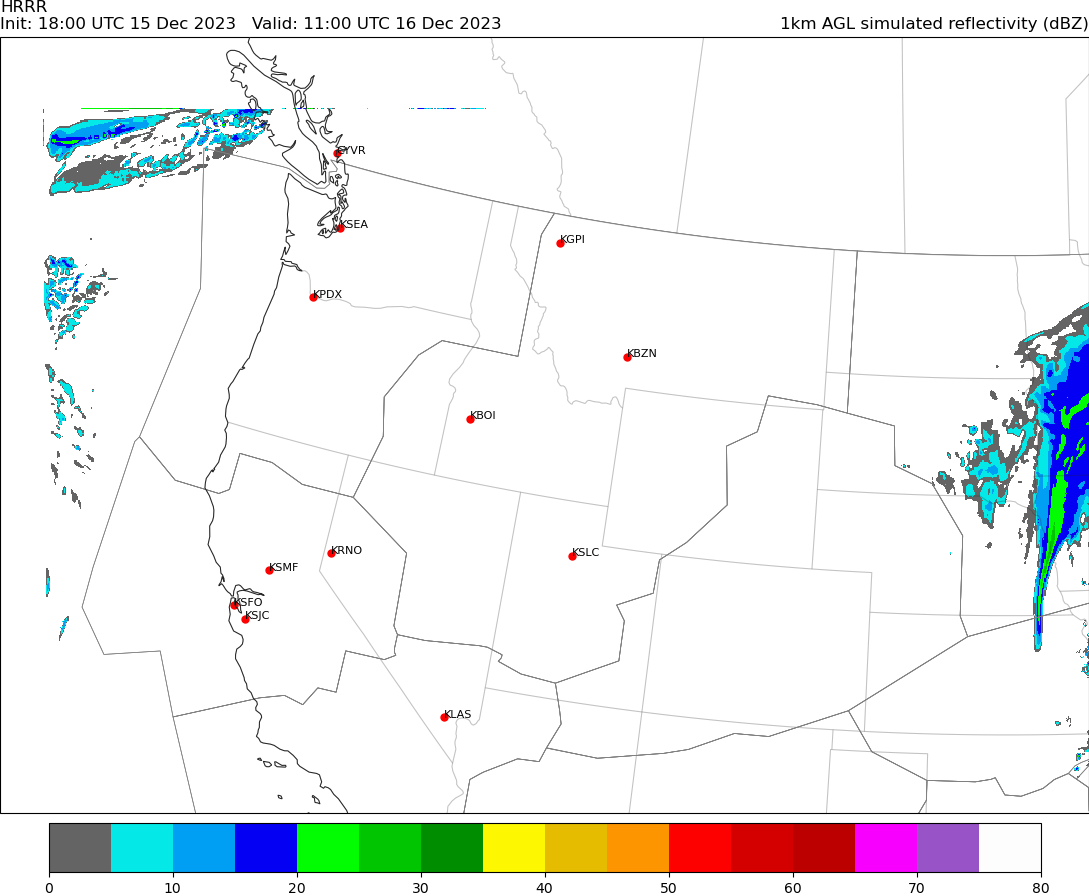 HRRR
Init: 18:00 UTC 15 Dec 2023   Valid: 11:00 UTC 16 Dec 2023
1km AGL simulated reflectivity (dBZ)
CYVR
KSEA
KGPI
KPDX
KBZN
KBOI
KRNO
KSLC
KSMF
KSFO
KSJC
KLAS
0 10 20 30 40 50 60 70 80